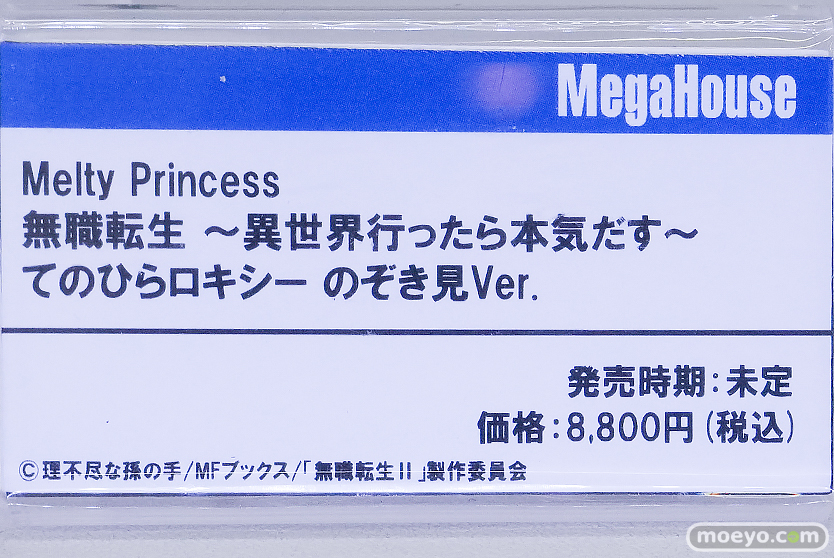 MegaHouse
Melty Princess
無職転生 ～異世界行ったら本気だす～
てのひらロキシー のぞき見Ver.
発売時期：未定
価格：8,800円（税込）
©理不尽な孫の手/MFブックス/「無職転生Ⅱ」製作委員会
moeyo.com